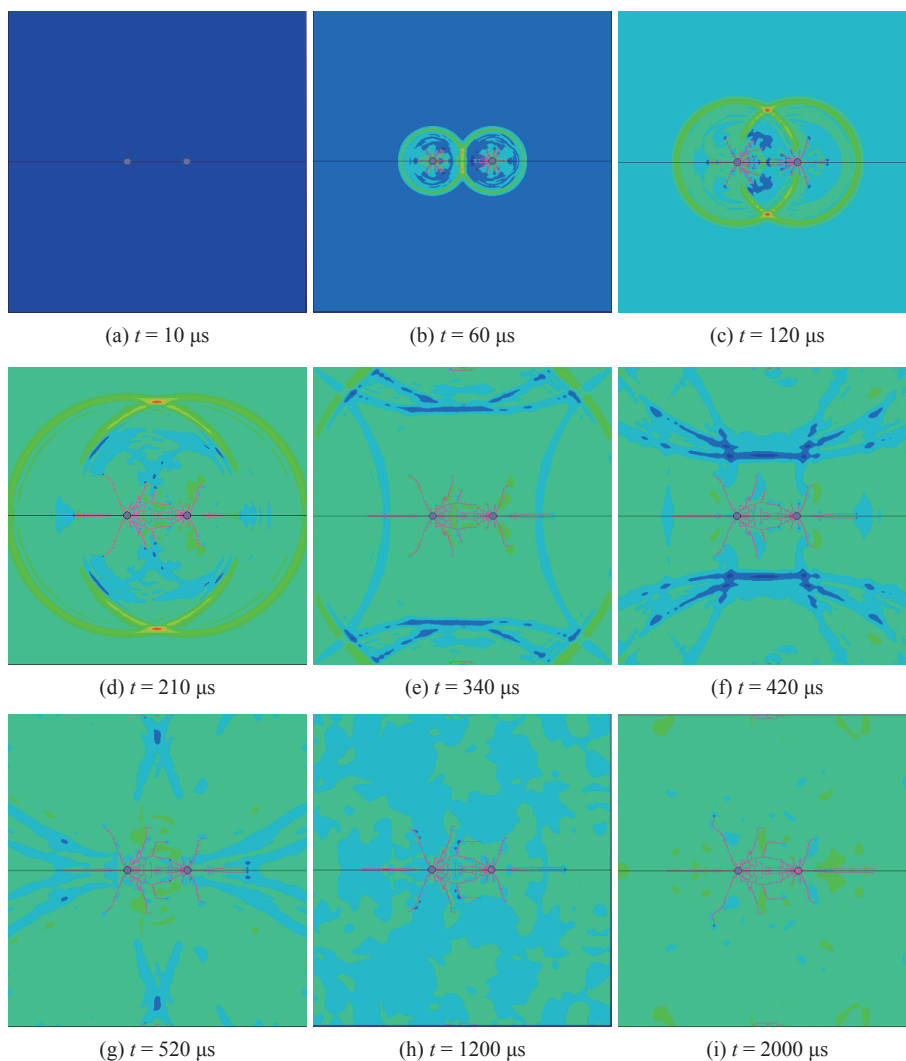 (a) t = 10 μs
(b) t = 60 μs
(c) t = 120 μs
(d) t = 210 μs
(e) t = 340 μs
(f) t = 420 μs
(g) t = 520 μs
(h) t = 1200 μs
(i) t = 2000 μs